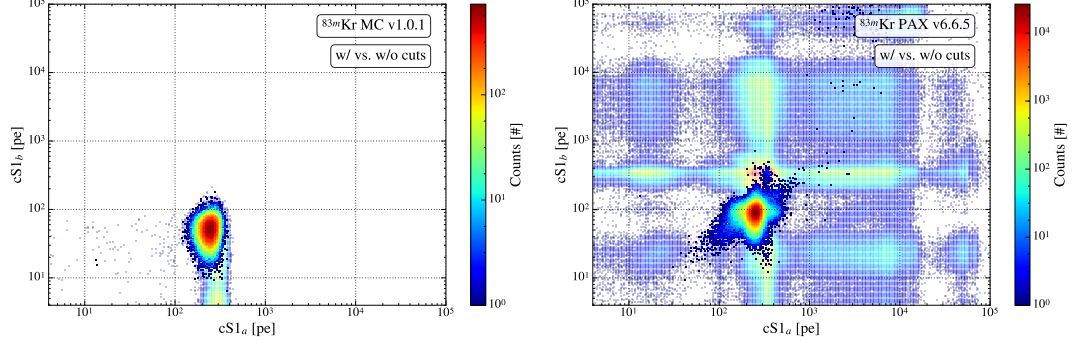 ⁸³ᵐKr MC v1.0.1
w/ vs. w/o cuts
cS1_b [pe]
10⁵
10⁴
10³
10²
10¹
10¹
10²
10³
10⁴
10⁵
cS1_a [pe]
10²
10¹
10⁰
Counts [#]
⁸³ᵐKr PAX v6.6.5
w/ vs. w/o cuts
cS1_b [pe]
10⁵
10⁴
10³
10²
10¹
10¹
10²
10³
10⁴
10⁵
cS1_a [pe]
10⁴
10³
10²
10¹
10⁰
Counts [#]